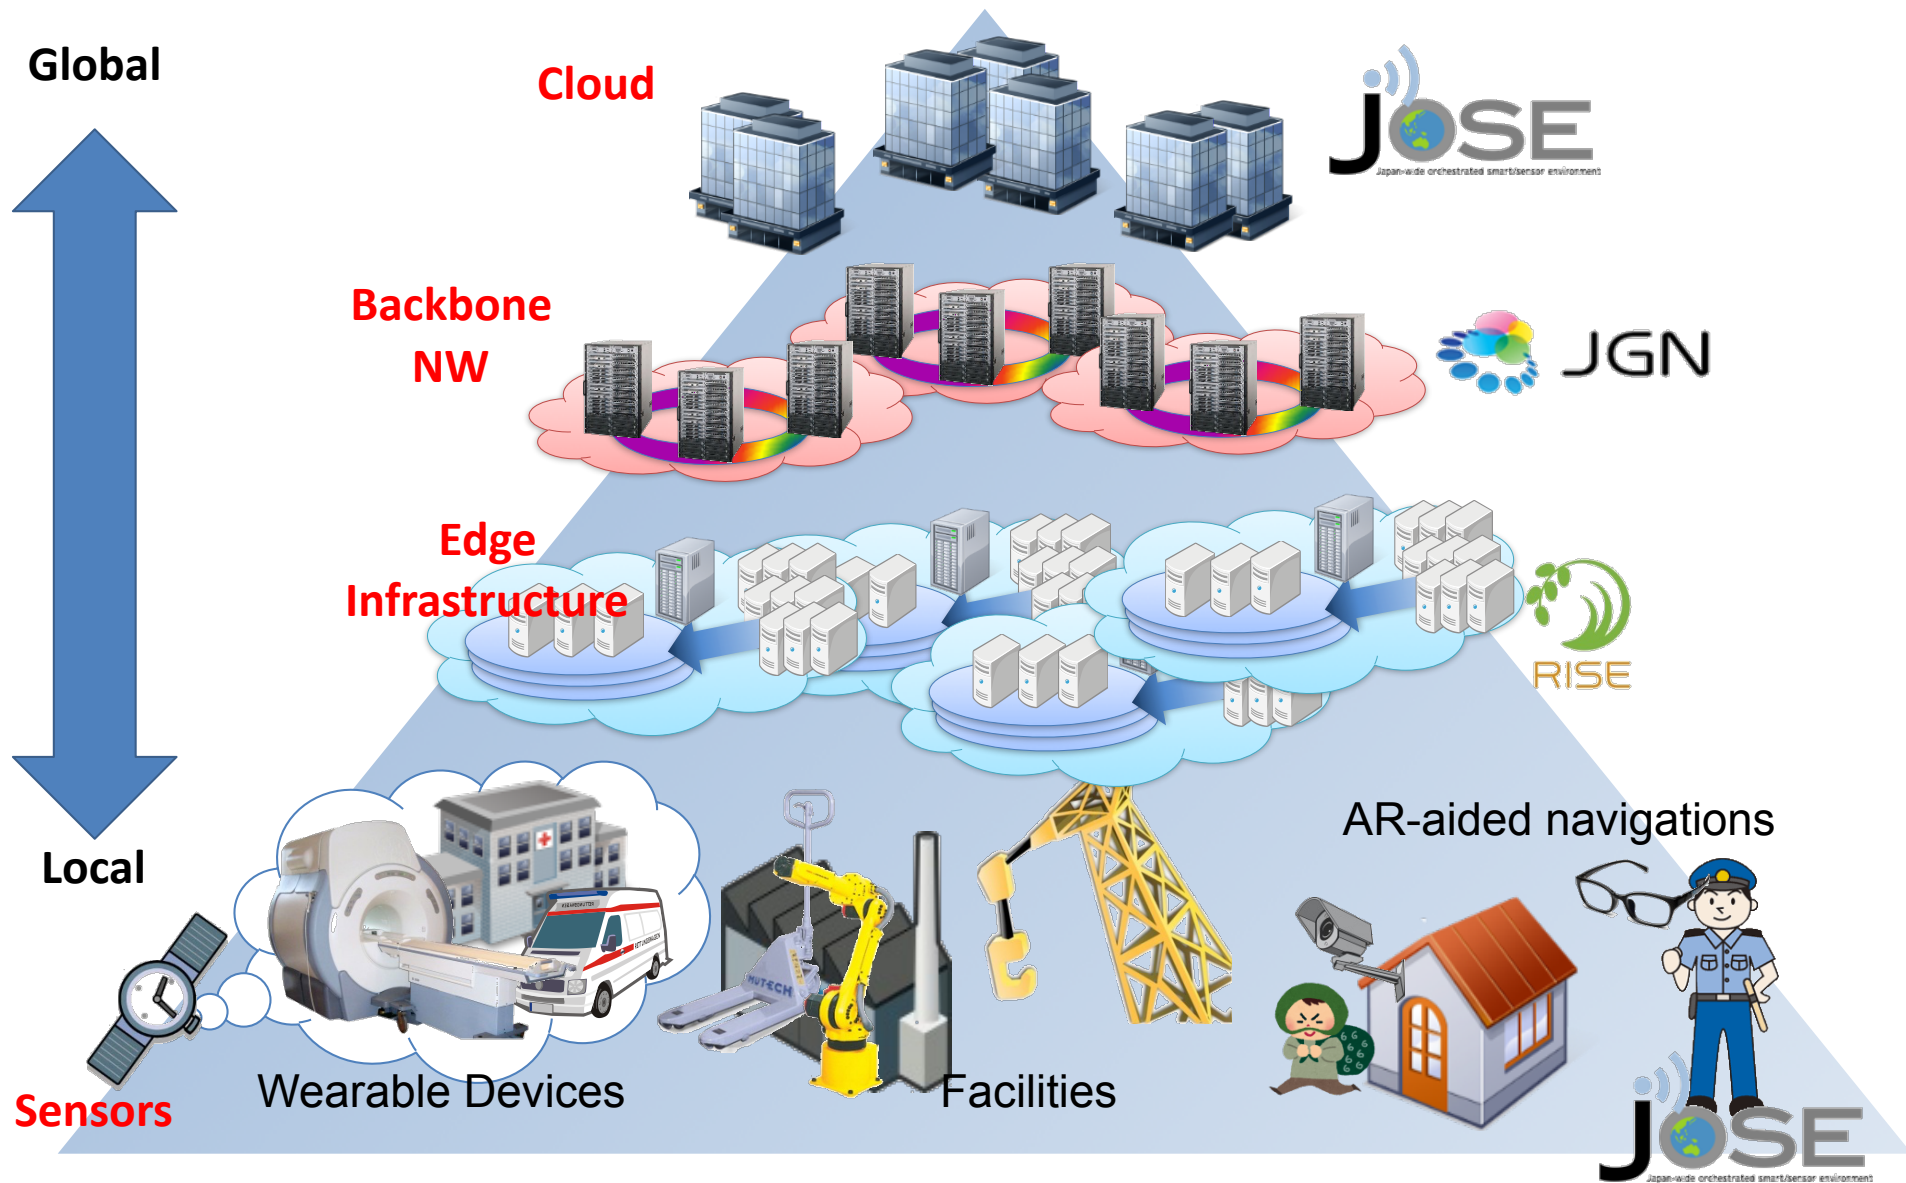 Global
Cloud
JOSE
Japan-wide orchestrated smart/sensor environment
Backbone
NW
JGN
Edge
Infrastructure
RISE
Local
AR-aided navigations
MUTECH
Wearable Devices
Facilities
Sensors
JOSE
Japan-wide orchestrated smart/sensor environment